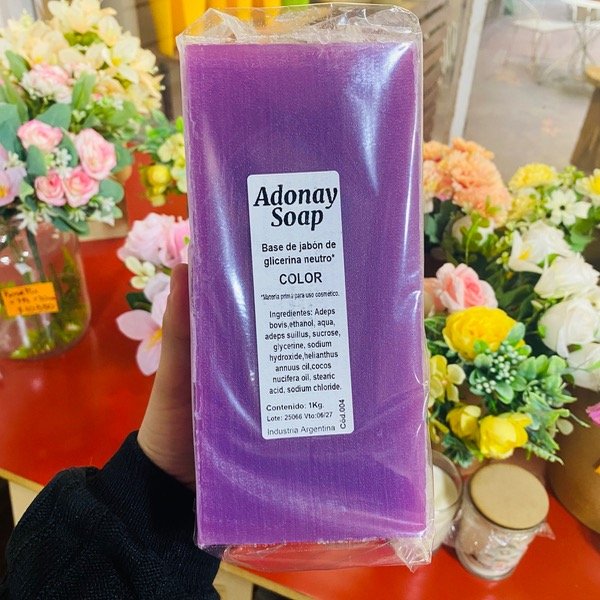 Adonay
Soap
Base de jabón de
glicerina neutro*
COLOR
*Materia prima para uso cosmetico.
Ingredientes: Adeps
bovis,ethanol, aqua,
adeps suillus, sucrose,
glycerine, sodium
hydroxide,helianthus
annuus oil,cocos
nucifera oil, stearic
acid, sodium chloride.
Contenido: 1Kg.
Lote: 25066 Vto:06/27
Industria Argentina
Cód.004